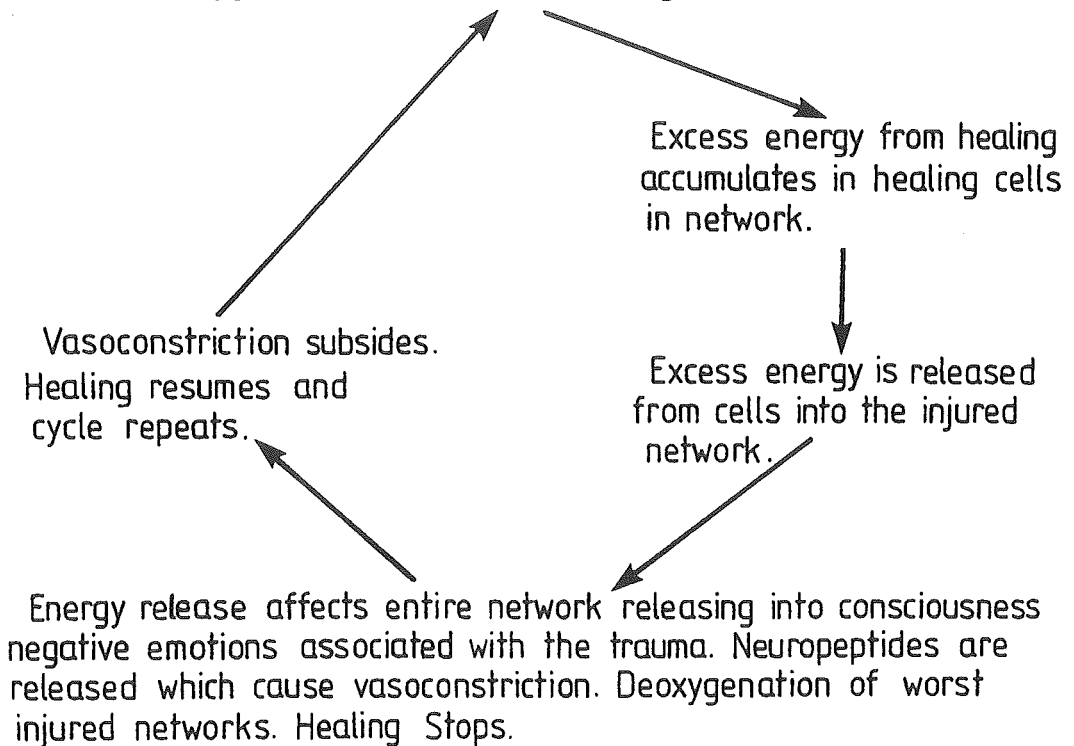 Excess energy from healing
accumulates in healing cells
in network.
Excess energy is released
from cells into the injured
network.
Energy release affects entire network releasing into consciousness
negative emotions associated with the trauma. Neuropeptides are
released which cause vasoconstriction. Deoxygenation of worst
injured networks. Healing Stops.
Vasoconstriction subsides.
Healing resumes and
cycle repeats.